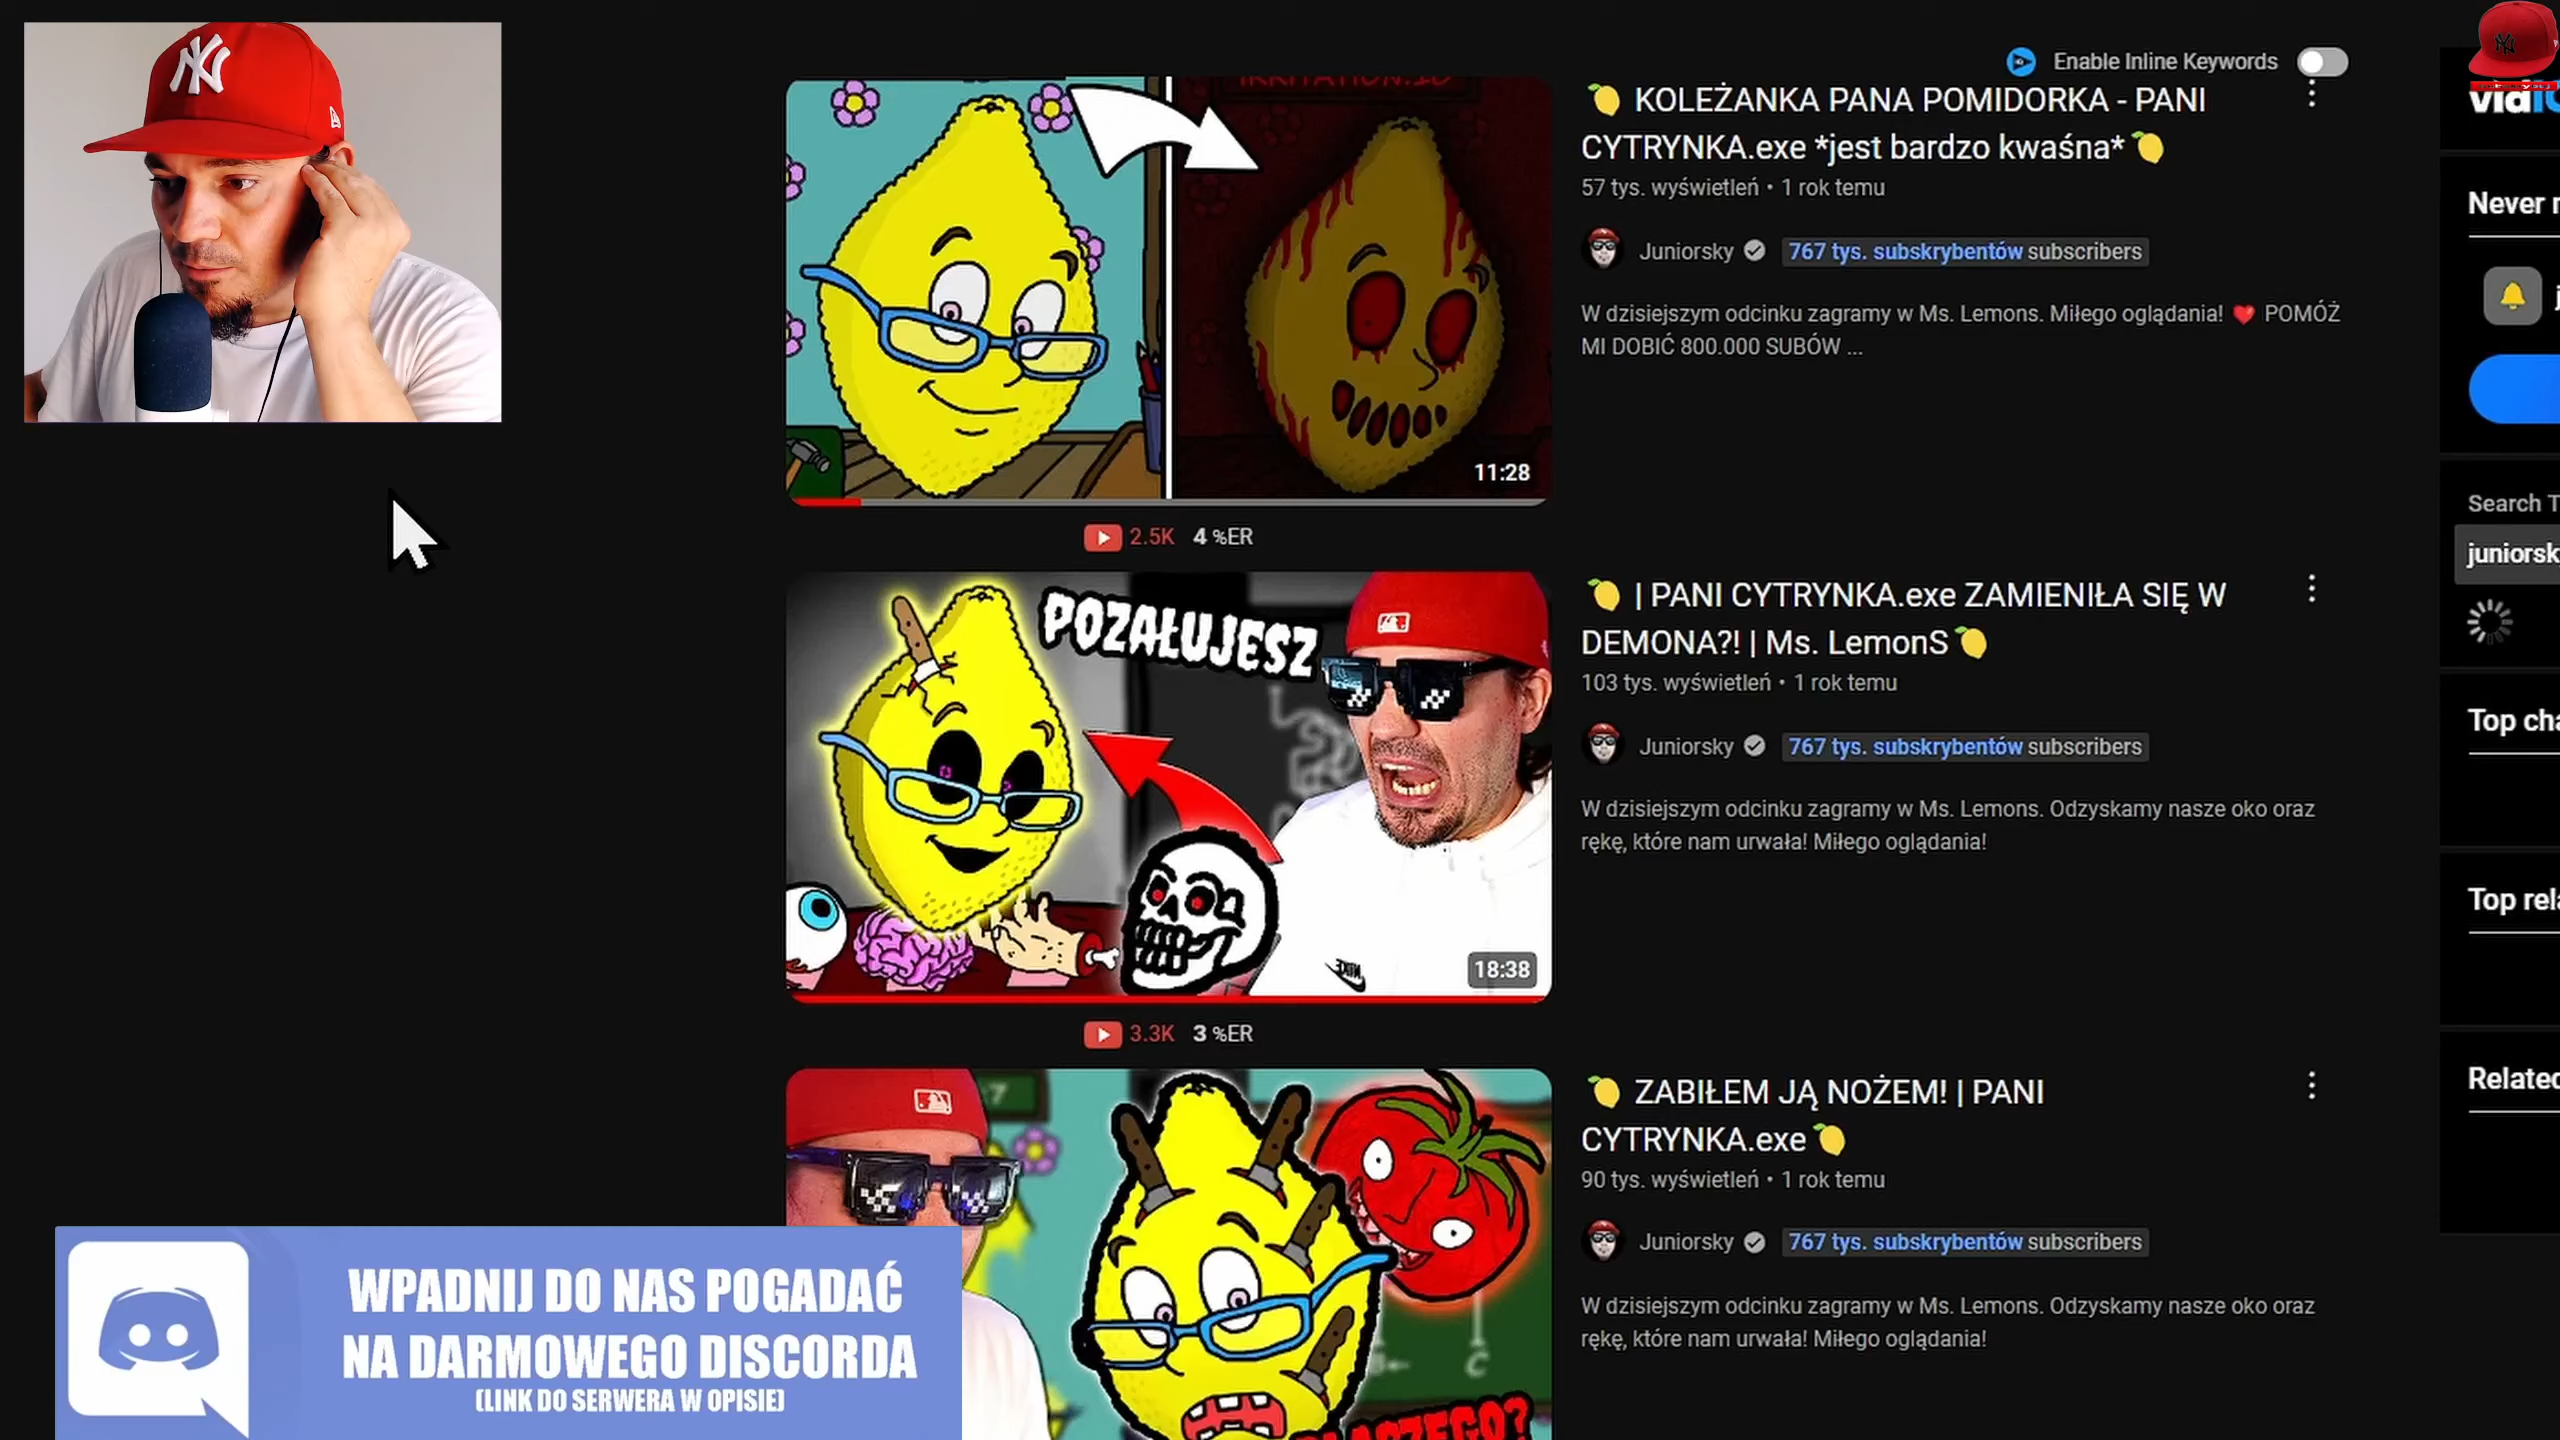 NY
Enable Inline Keywords
🍋 KOLEŻANKA PANA POMIDORKA - PANI
CYTRYNKA.exe *jest bardzo kwaśna* 🍋
57 tys. wyświetleń • 1 rok temu
Juniorsky
767 tys. subskrybentów subscribers
W dzisiejszym odcinku zagramy w Ms. Lemons. Miłego oglądania! ❤️ POMÓŻ
MI DOBIĆ 800.000 SUBÓW ...
11:28
2.5K 4 %ER
POZAŁUJESZ
18:38
🍋 | PANI CYTRYNKA.exe ZAMIENIŁA SIĘ W
DEMONA?! | Ms. LemonS 🍋
103 tys. wyświetleń • 1 rok temu
Juniorsky
767 tys. subskrybentów subscribers
W dzisiejszym odcinku zagramy w Ms. Lemons. Odzyskamy nasze oko oraz
rękę, które nam urwała! Miłego oglądania!
3.3K 3 %ER
🍋 ZABIŁEM JĄ NOŻEM! | PANI
CYTRYNKA.exe 🍋
90 tys. wyświetleń • 1 rok temu
Juniorsky
767 tys. subskrybentów subscribers
W dzisiejszym odcinku zagramy w Ms. Lemons. Odzyskamy nasze oko oraz
rękę, które nam urwała! Miłego oglądania!
C
WPADNIJ DO NAS POGADAĆ
NA DARMOWEGO DISCORDA
(LINK DO SERWERA W OPISIE)
Never
Search T
juniorsk
Top cha
Top rela
Related